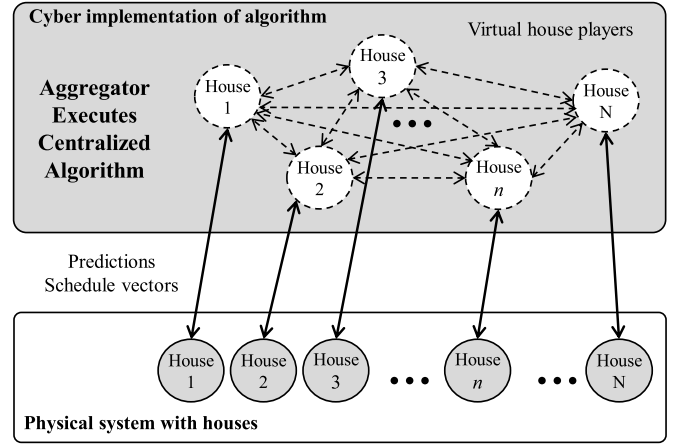 Cyber implementation of algorithm
Virtual house players
Aggregator
Executes
Centralized
Algorithm
House
1
House
3
House
N
House
2
House
n
Predictions
Schedule vectors
House
1
House
2
House
3
House
n
House
N
Physical system with houses